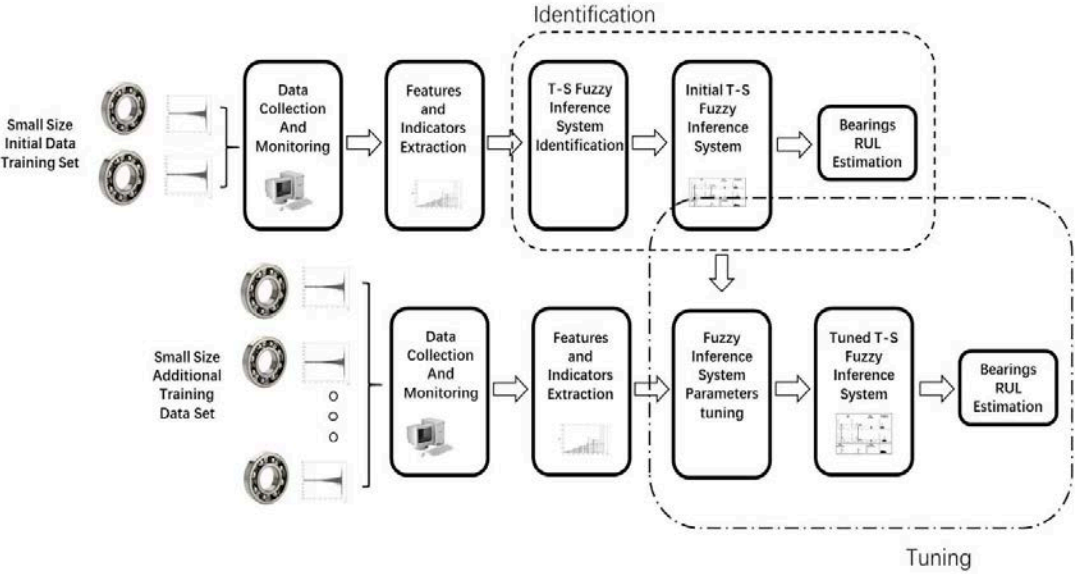 Identification
Small Size
Initial Data
Training Set
Data
Collection
And
Monitoring
Features
and
Indicators
Extraction
T-S Fuzzy
Inference
System
Identification
Initial T-S
Fuzzy
Inference
System
Bearings
RUL
Estimation
Small Size
Additional
Training
Data Set
Data
Collection
And
Monitoring
Features
and
Indicators
Extraction
Fuzzy
Inference
System
Parameters
tuning
Tuned T-S
Fuzzy
Inference
System
Bearings
RUL
Estimation
Tuning